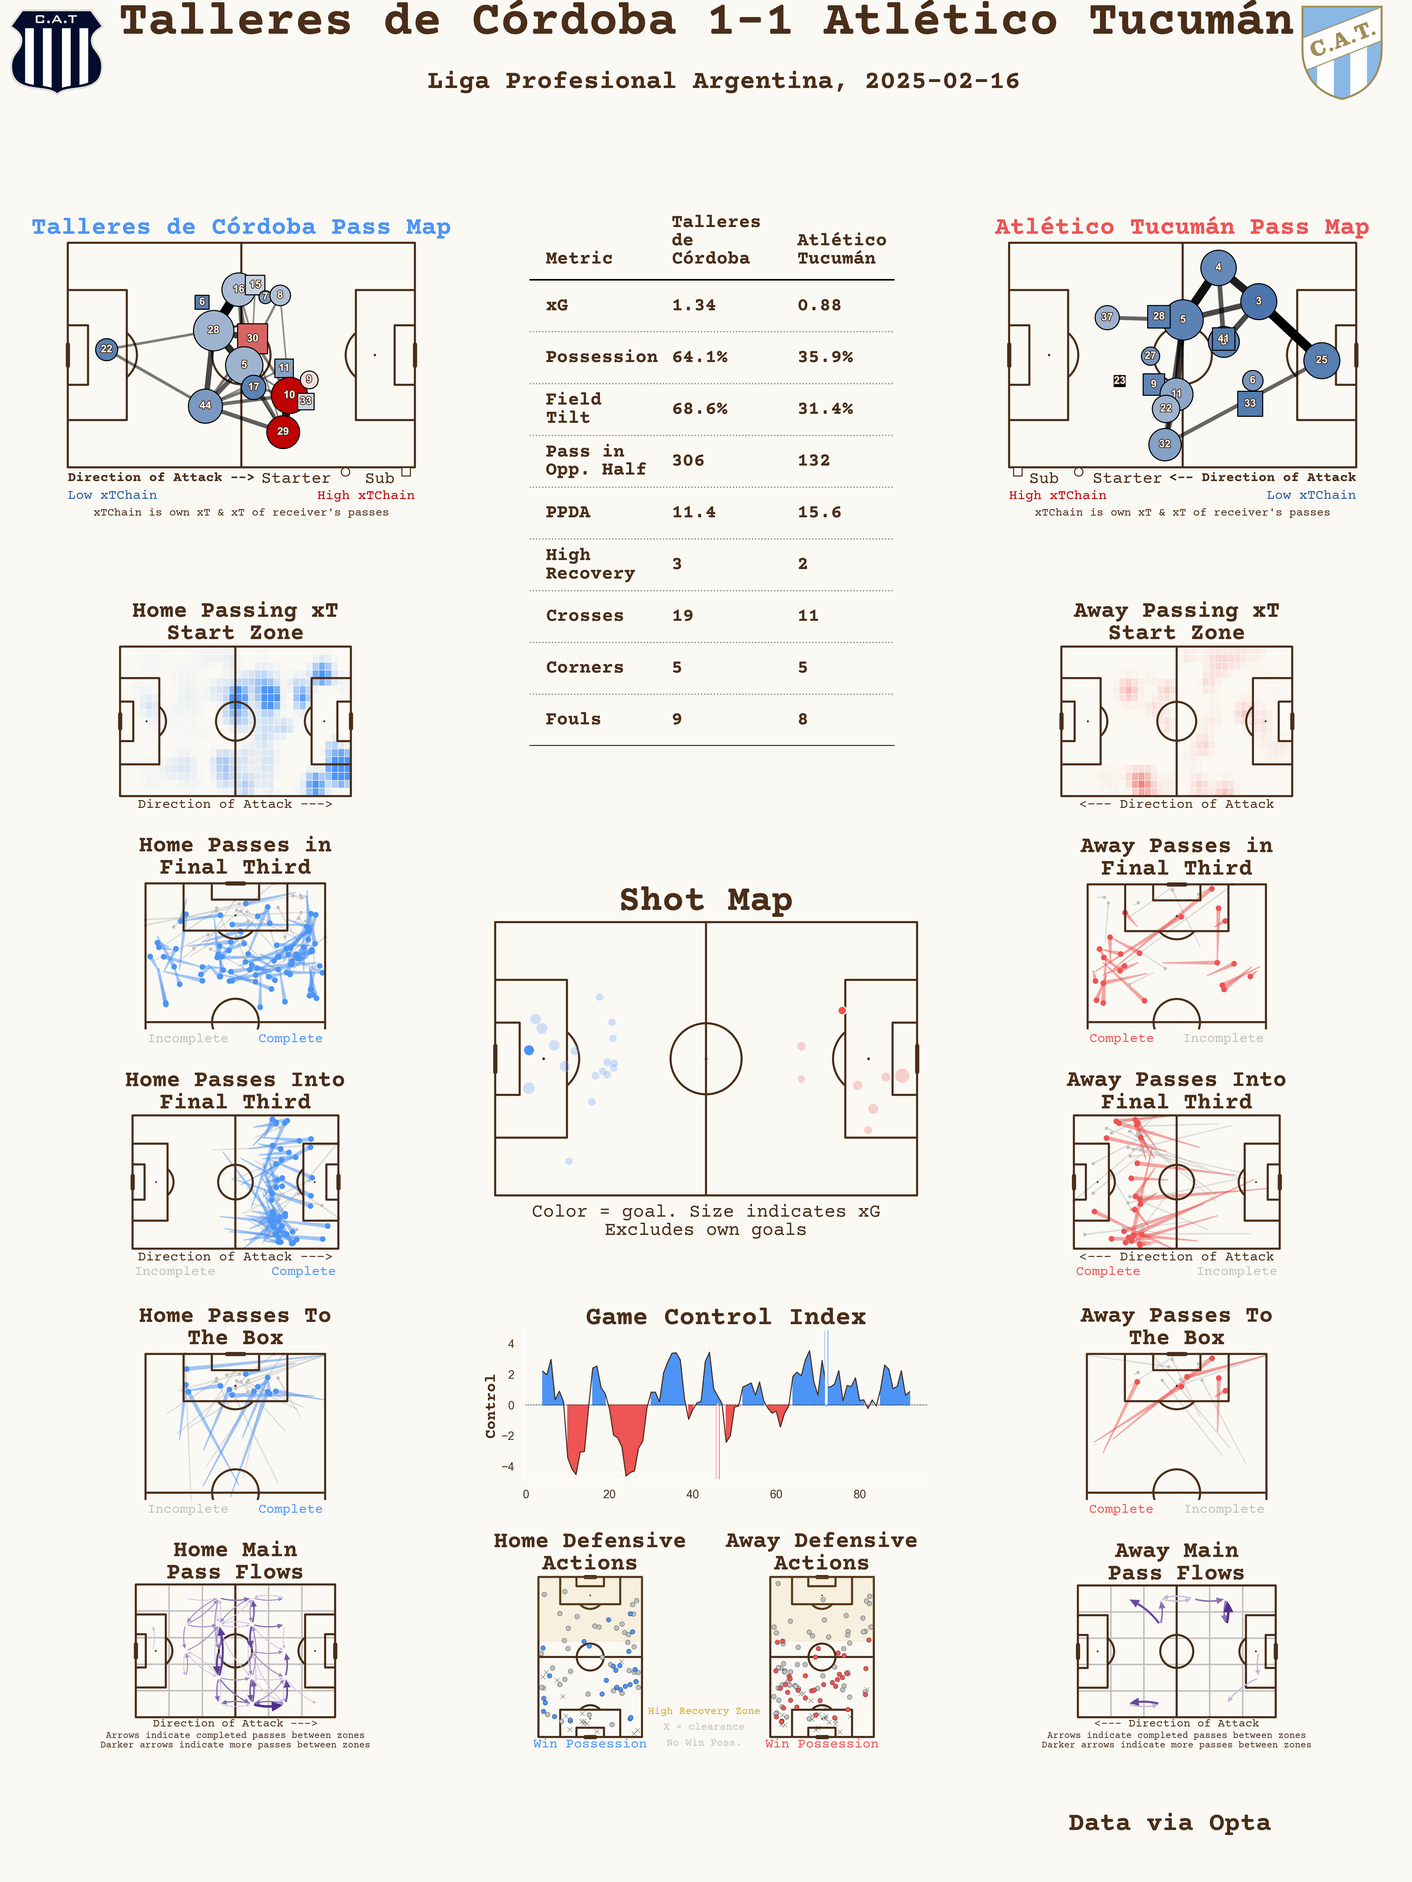 C.A.T
Talleres de Córdoba 1-1 Atlético Tucumán
C.A.T.
Liga Profesional Argentina, 2025-02-16
Talleres de Córdoba Pass Map
16
15
7
8
6
28
30
22
5
11
17
9
10
33
44
29
Direction of Attack --> Starter Sub
Low xTChain High xTChain
xTChain is own xT & xT of receiver's passes
Metric Talleres de Córdoba Atlético Tucumán
xG 1.34 0.88
Possession 64.1% 35.9%
Field Tilt 68.6% 31.4%
Pass in Opp. Half 306 132
PPDA 11.4 15.6
High Recovery 3 2
Crosses 19 11
Corners 5 5
Fouls 9 8
Atlético Tucumán Pass Map
4
3
37
28
5
41
27
25
23
9
6
11
22
33
32
Sub Starter <-- Direction of Attack
High xTChain Low xTChain
xTChain is own xT & xT of receiver's passes
Home Passing xT
Start Zone
Direction of Attack --->
Away Passing xT
Start Zone
<--- Direction of Attack
Home Passes in
Final Third
Incomplete Complete
Away Passes in
Final Third
Complete Incomplete
Shot Map
Color = goal. Size indicates xG
Excludes own goals
Home Passes Into
Final Third
Direction of Attack --->
Incomplete Complete
Away Passes Into
Final Third
<--- Direction of Attack
Complete Incomplete
Home Passes To
The Box
Incomplete Complete
Game Control Index
Control
4
2
0
−2
−4
0 20 40 60 80
Away Passes To
The Box
Complete Incomplete
Home Main
Pass Flows
Direction of Attack --->
Arrows indicate completed passes between zones
Darker arrows indicate more passes between zones
Home Defensive
Actions
Win Possession
Away Defensive
Actions
Win Possession
High Recovery Zone
X = clearance
No Win Poss.
Away Main
Pass Flows
<--- Direction of Attack
Arrows indicate completed passes between zones
Darker arrows indicate more passes between zones
Data via Opta